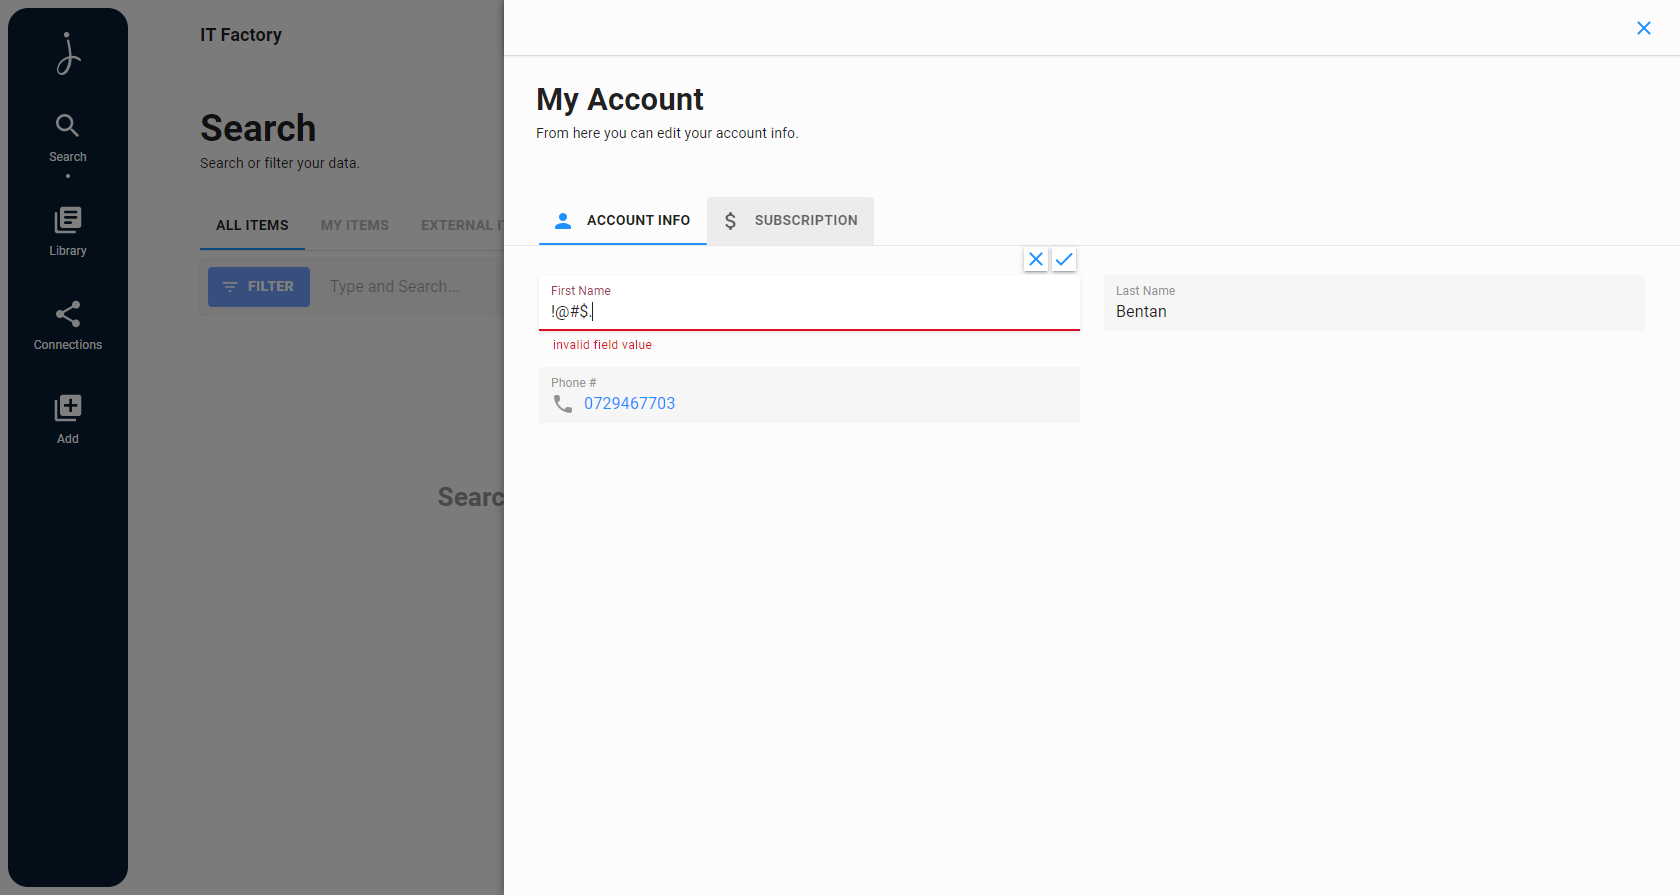 IT Factory
Search
Library
Connections
Add
Search
Search or filter your data.
ALL ITEMS
MY ITEMS
EXTERNAL
FILTER
Type and Search...
My Account
From here you can edit your account info.
ACCOUNT INFO
SUBSCRIPTION
First Name
!@#$.
invalid field value
Last Name
Bentan
Phone #
0729467703